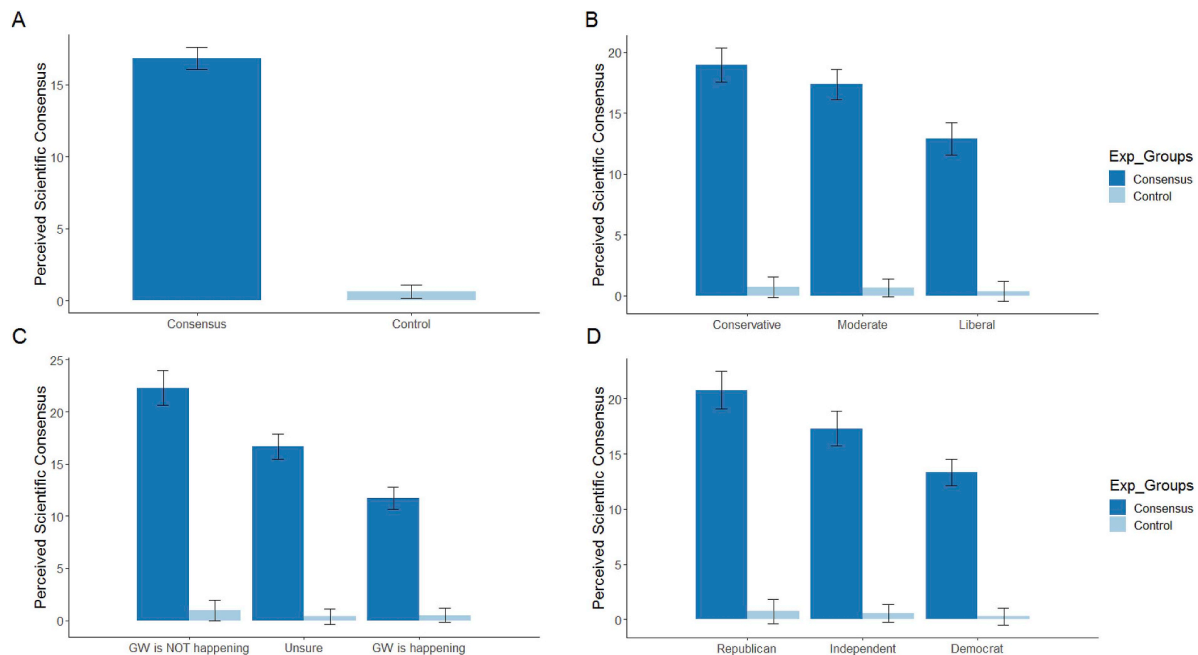 A
Perceived Scientific Consensus
15
10
5
0
Consensus Control
B
Perceived Scientific Consensus
20
15
10
5
0
Conservative Moderate Liberal
Exp_Groups
Consensus
Control
C
Perceived Scientific Consensus
25
20
15
10
5
0
GW is NOT happening Unsure GW is happening
D
Perceived Scientific Consensus
20
15
10
5
0
Republican Independent Democrat
Exp_Groups
Consensus
Control